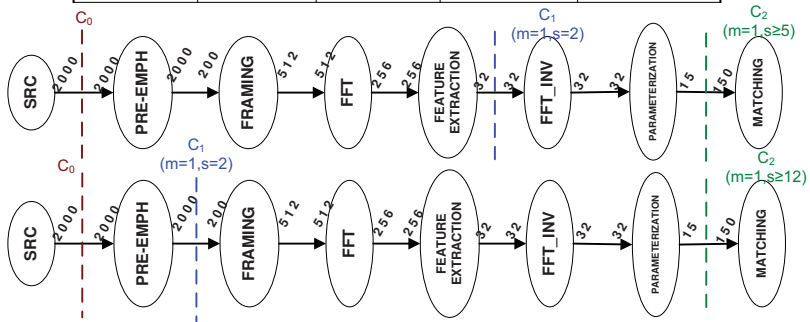 C0
C1
(m=1,s=2)
C2
(m=1,s≥5)
SRC
2000
2000
PRE-EMPH
2000
200
FRAMING
512
512
FFT
256
256
FEATURE
EXTRACTION
32
32
FFT_INV
32
32
PARAMETERIZATION
15
150
MATCHING
C0
C1
(m=1,s=2)
C2
(m=1,s≥12)
SRC
2000
2000
PRE-EMPH
2000
200
FRAMING
512
512
FFT
256
256
FEATURE
EXTRACTION
32
32
FFT_INV
32
32
PARAMETERIZATION
15
150
MATCHING